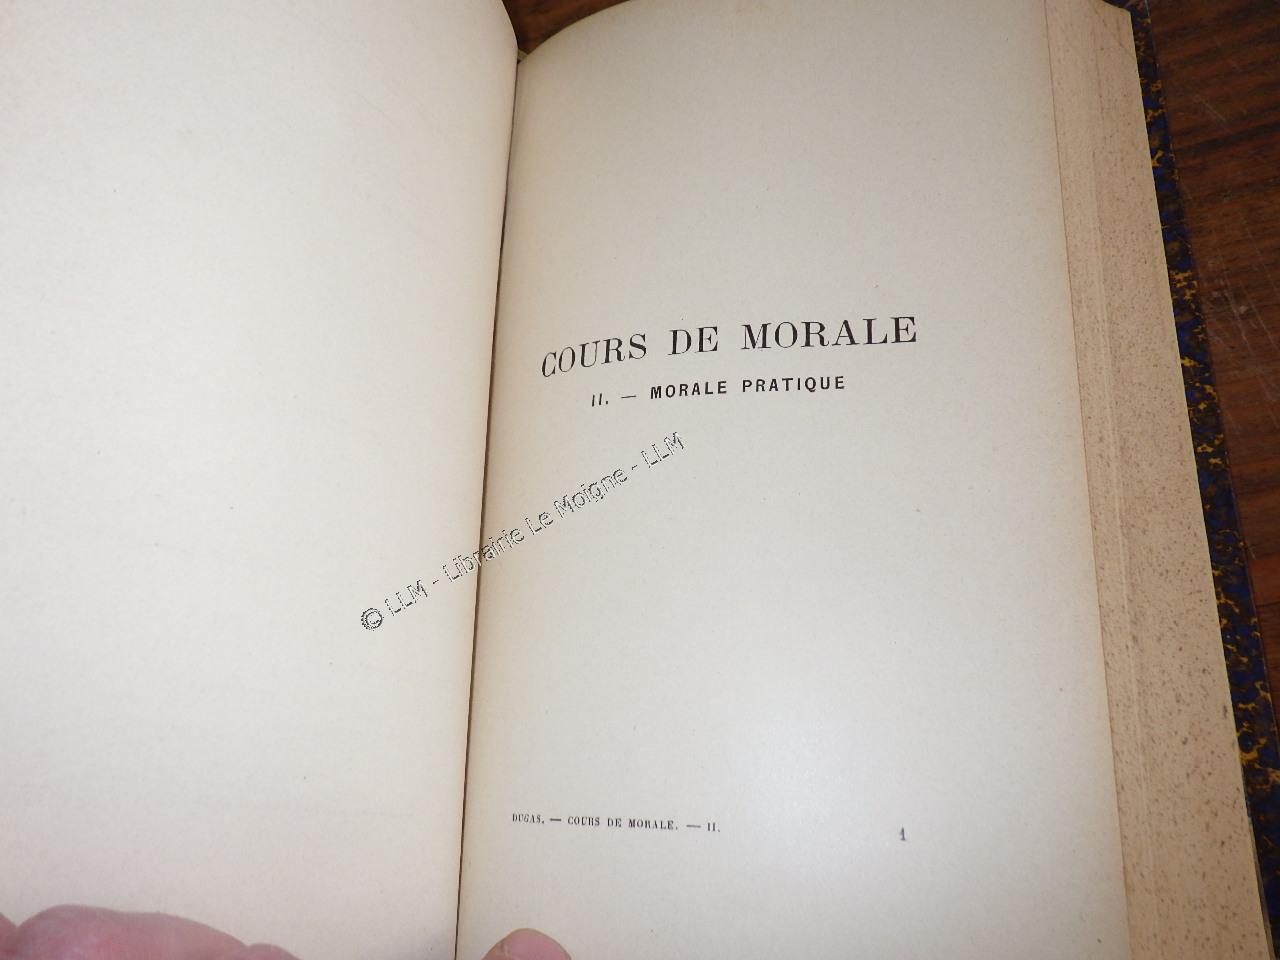 COURS DE MORALE
II. — MORALE PRATIQUE
© LLM - Librairie Le Moigne - LLM
DUGAS. — COURS DE MORALE. — II.
1